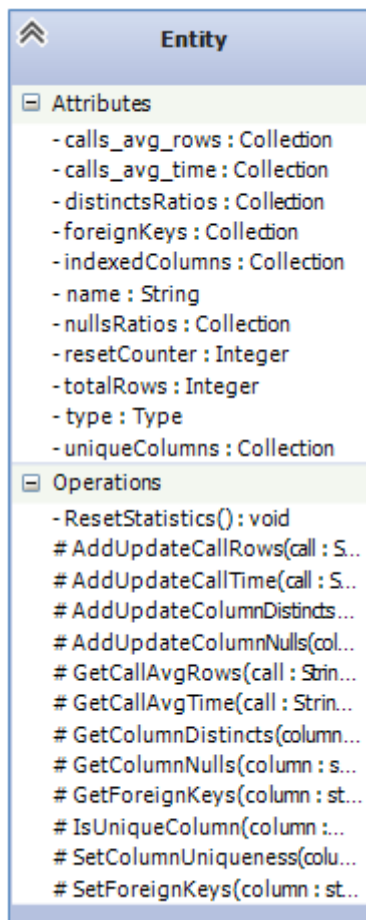 Entity
Attributes
- calls_avg_rows : Collection
- calls_avg_time : Collection
- distinctsRatios : Collection
- foreignKeys : Collection
- indexedColumns : Collection
- name : String
- nullsRatios : Collection
- resetCounter : Integer
- totalRows : Integer
- type : Type
- uniqueColumns : Collection
Operations
- ResetStatistics() : void
# AddUpdateCallRows(call : S...
# AddUpdateCallTime(call : S...
# AddUpdateColumnDistincts...
# AddUpdateColumnNulls(col...
# GetCallAvgRows(call : Strin...
# GetCallAvgTime(call : Strin...
# GetColumnDistincts(column...
# GetColumnNulls(column : s...
# GetForeignKeys(column : st...
# IsUniqueColumn(column :...
# SetColumnUniqueness(colu...
# SetForeignKeys(column : st...